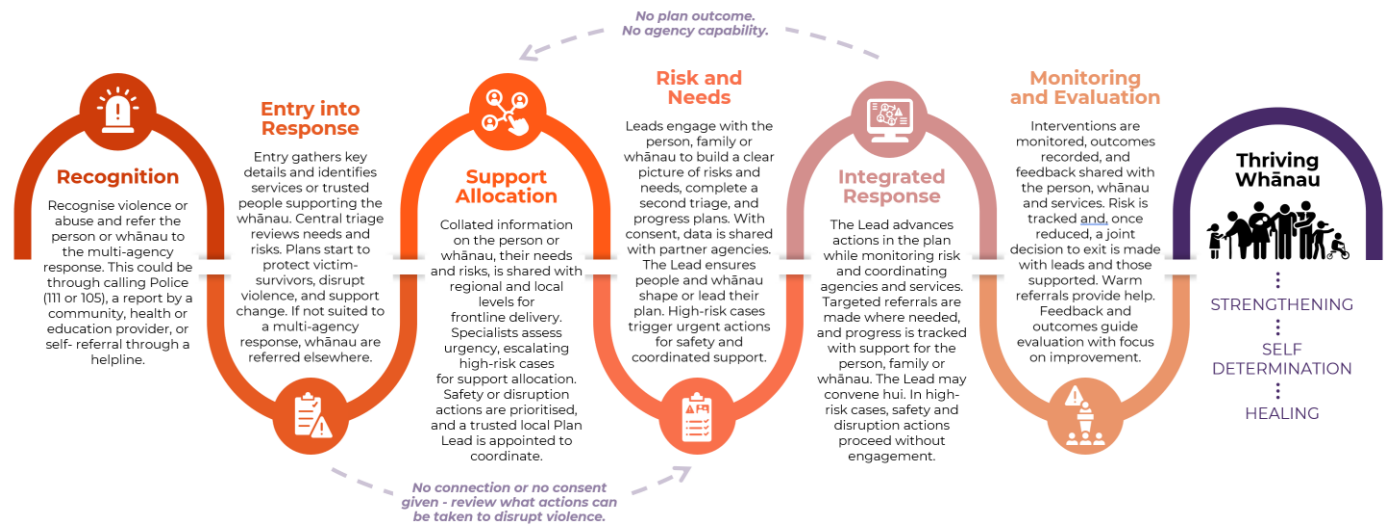 No plan outcome.
No agency capability.
Recognition
Recognise violence or
abuse and refer the
person or whānau to
the multi-agency
response. This could be
through calling Police
(111 or 105), a report by a
community, health or
education provider, or
self- referral through a
helpline.
Entry into
Response
Entry gathers key
details and identifies
services or trusted
people supporting the
whānau. Central triage
reviews needs and
risks. Plans start to
protect victim-
survivors, disrupt
violence, and support
change. If not suited to
a multi-agency
response, whānau are
referred elsewhere.
Support
Allocation
Collated information
on the person or
whānau, their needs
and risks, is shared with
regional and local
levels for
frontline delivery.
Specialists assess
urgency, escalating
high-risk cases
for support allocation.
Safety or disruption
actions are prioritised,
and a trusted local Plan
Lead is appointed to
coordinate.
Risk and
Needs
Leads engage with the
person, family or
whānau to build a clear
picture of risks and
needs, complete a
second triage, and
progress plans. With
consent, data is shared
with partner agencies.
The Lead ensures
people and whānau
shape or lead their
plan. High-risk cases
trigger urgent actions
for safety and
coordinated support.
Integrated
Response
The Lead advances
actions in the plan
while monitoring risk
and coordinating
agencies and services.
Targeted referrals are
made where needed,
and progress is tracked
with support for the
person, family or
whānau. The Lead may
convene hui. In high-
risk cases, safety and
disruption actions
proceed without
engagement.
Monitoring
and Evaluation
Interventions are
monitored, outcomes
recorded, and
feedback shared with
the person, whānau
and services. Risk is
tracked and, once
reduced, a joint
decision to exit is made
with leads and those
supported. Warm
referrals provide help.
Feedback and
outcomes guide
evaluation with focus
on improvement.
Thriving
Whānau
STRENGTHENING
SELF
DETERMINATION
HEALING
No connection or no consent
given - review what actions can
be taken to disrupt violence.